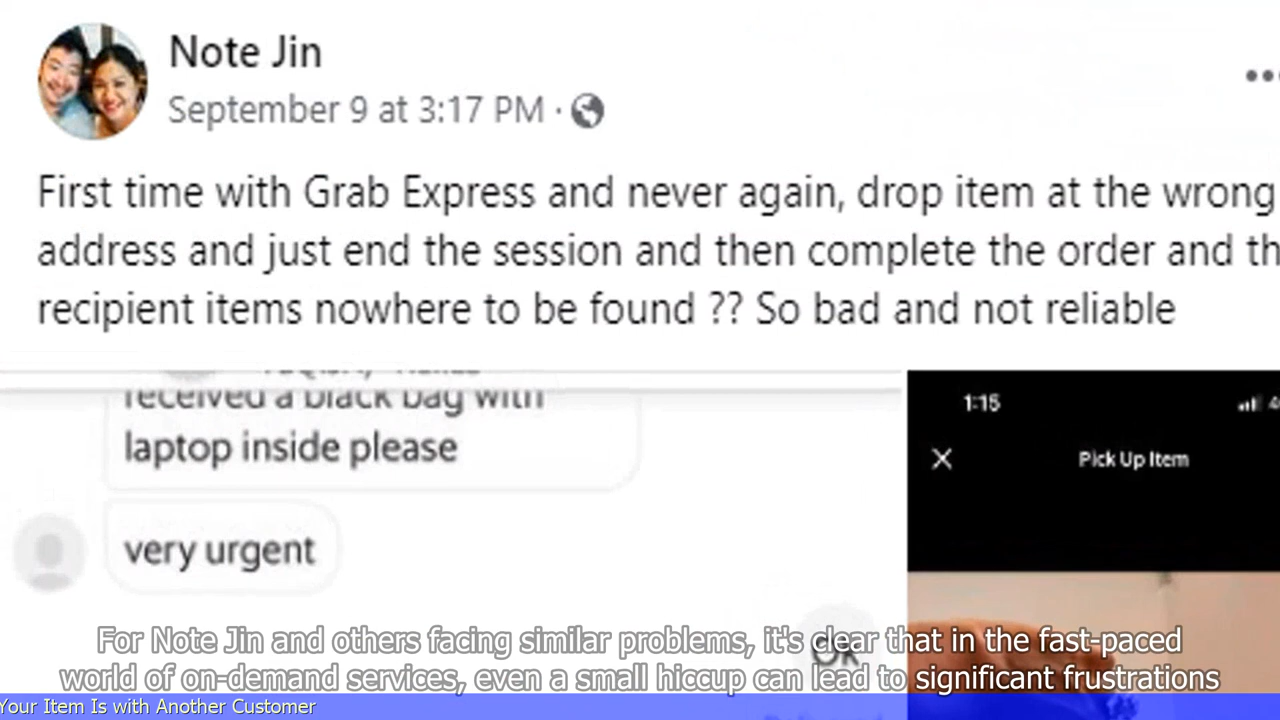 Note Jin
September 9 at 3:17 PM ·
First time with Grab Express and never again, drop item at the wrong
address and just end the session and then complete the order and th
recipient items nowhere to be found ?? So bad and not reliable
received a black bag with
laptop inside please
1:15
Pick Up Item
very urgent
OK
For Note Jin and others facing similar problems, it's clear that in the fast-paced
world of on-demand services, even a small hiccup can lead to significant frustrations
Your Item Is with Another Customer